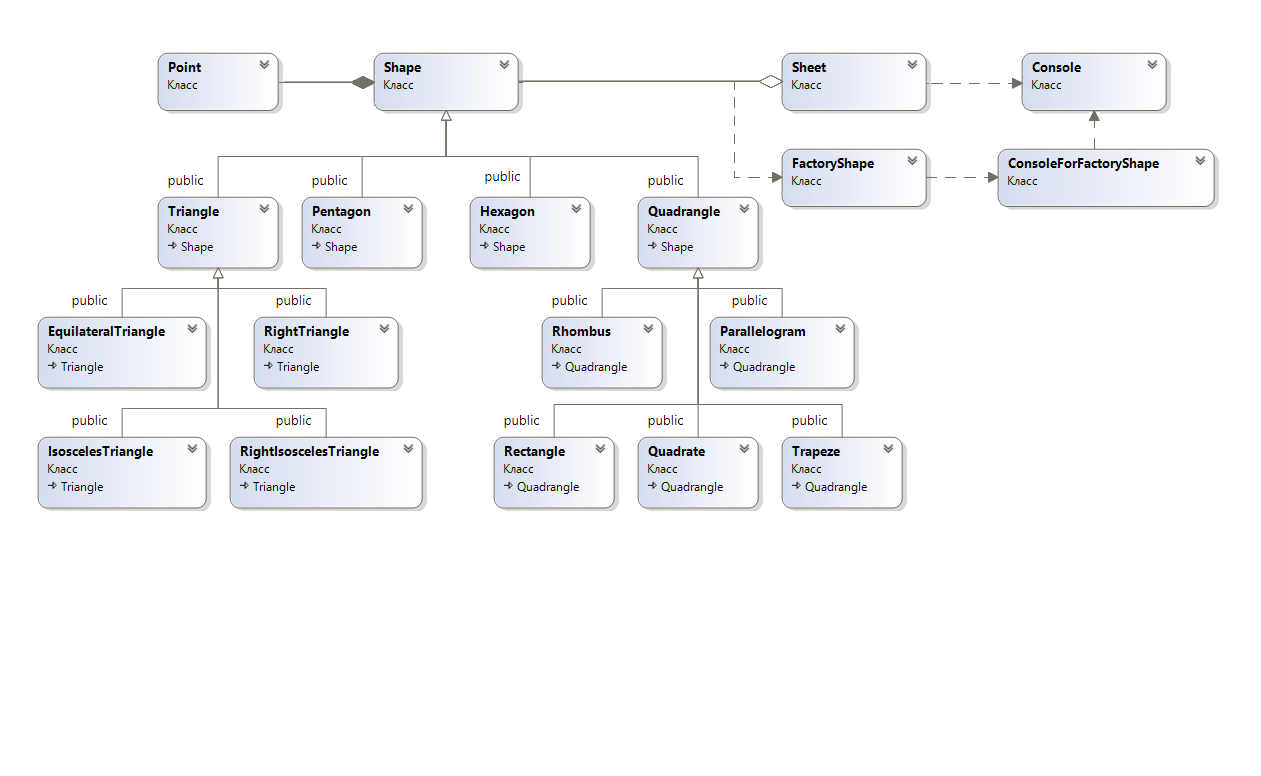 Point
Класс
Shape
Класс
Sheet
Класс
Console
Класс
FactoryShape
Класс
ConsoleForFactoryShape
Класс
public
public
public
public
Triangle
Класс
Shape
Pentagon
Класс
Shape
Hexagon
Класс
Shape
Quadrangle
Класс
Shape
public
public
public
public
EquilateralTriangle
Класс
Triangle
RightTriangle
Класс
Triangle
Rhombus
Класс
Quadrangle
Parallelogram
Класс
Quadrangle
public
public
public
public
public
IsoscelesTriangle
Класс
Triangle
RightIsoscelesTriangle
Класс
Triangle
Rectangle
Класс
Quadrangle
Quadrate
Класс
Quadrangle
Trapeze
Класс
Quadrangle